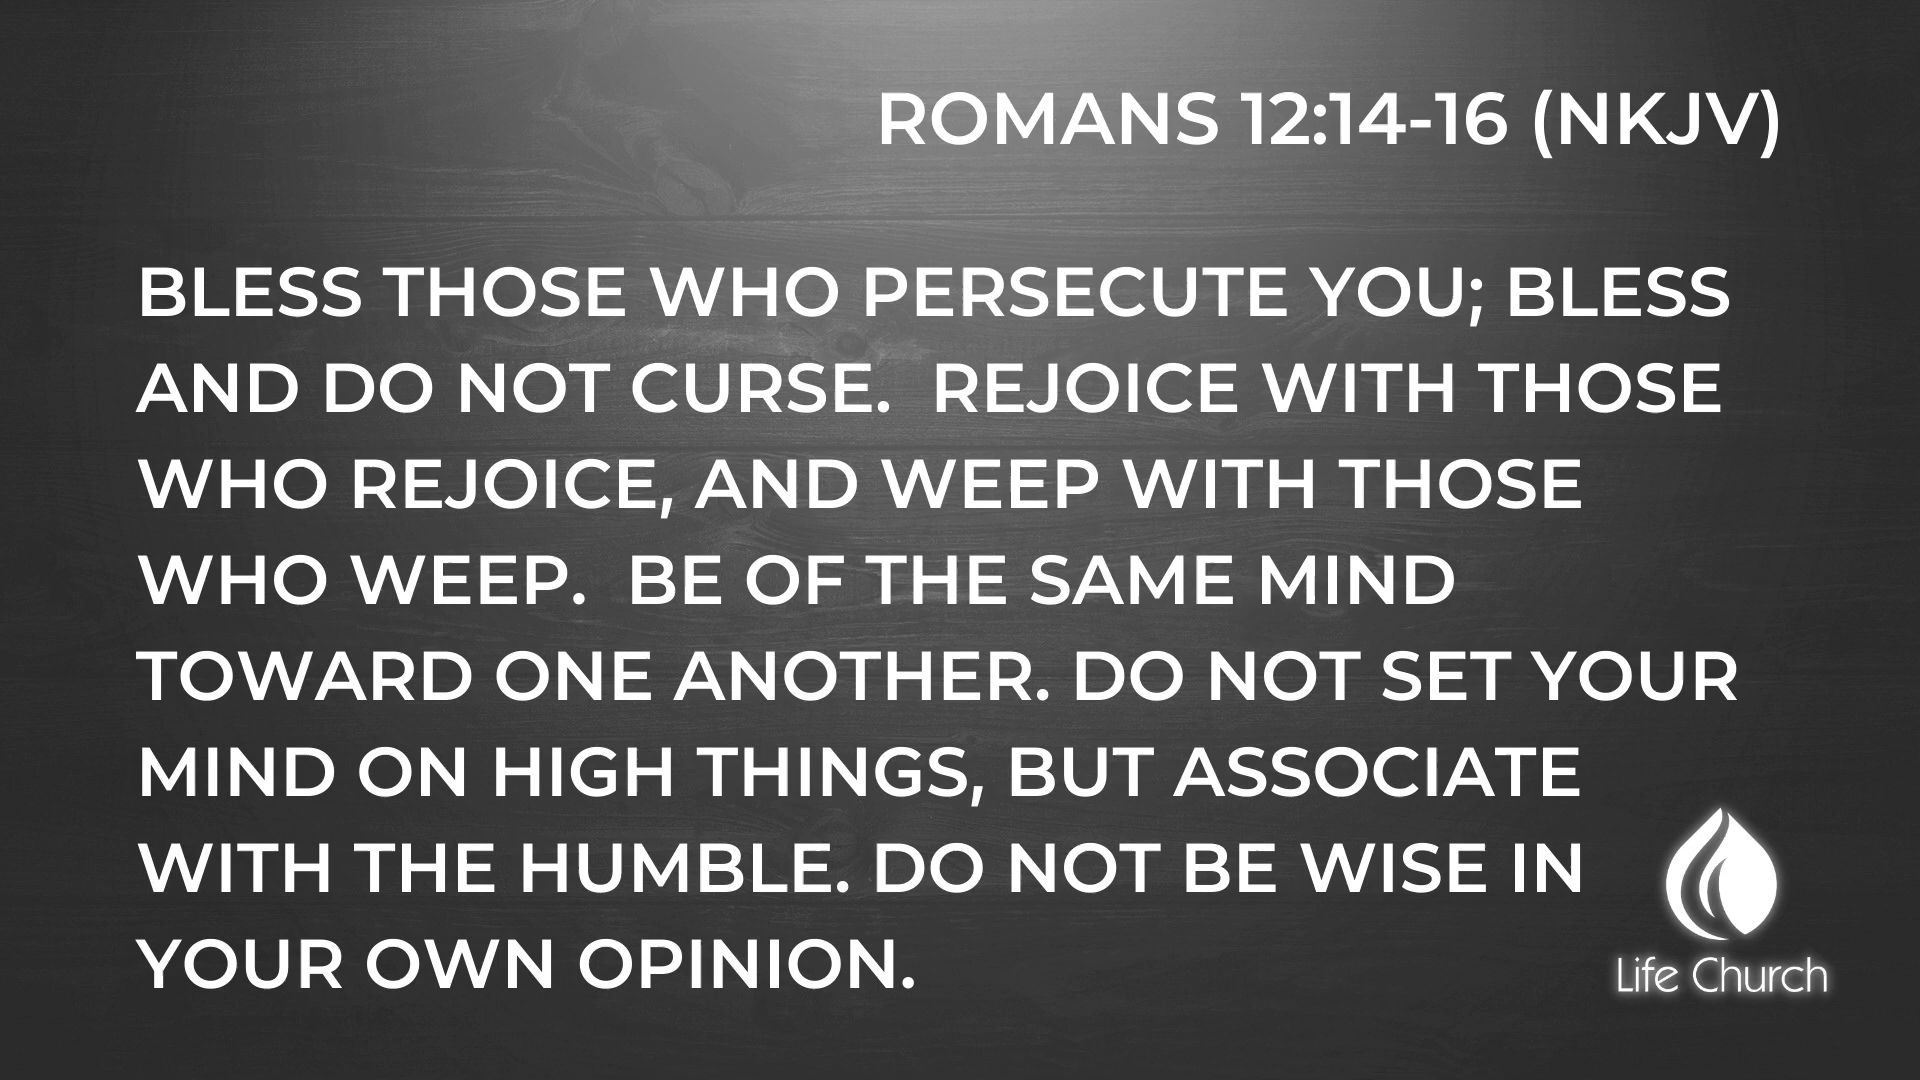 ROMANS 12:14-16 (NKJV)
BLESS THOSE WHO PERSECUTE YOU; BLESS
AND DO NOT CURSE.  REJOICE WITH THOSE
WHO REJOICE, AND WEEP WITH THOSE
WHO WEEP.  BE OF THE SAME MIND
TOWARD ONE ANOTHER. DO NOT SET YOUR
MIND ON HIGH THINGS, BUT ASSOCIATE
WITH THE HUMBLE. DO NOT BE WISE IN
YOUR OWN OPINION.
Life Church